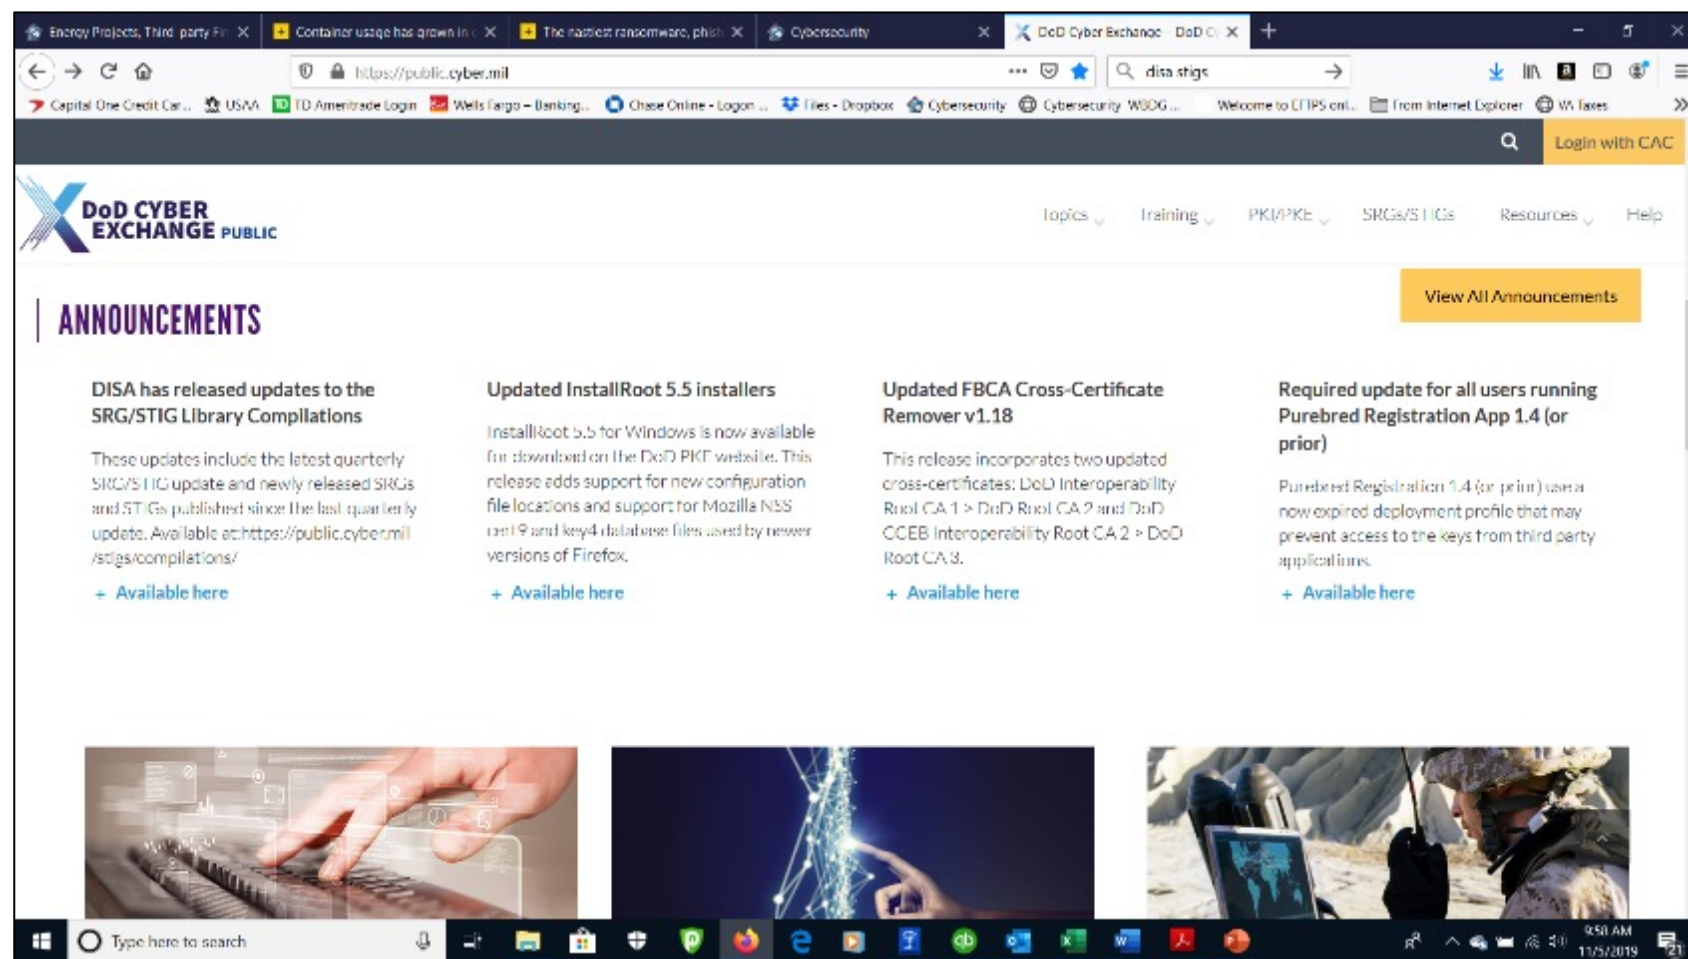 Energy Projects, Third party Fin
Container usage has grown in c
The nastiest ransomware, phish
Cybersecurity
DoD Cyber Exchange – DoD Cy
https://public.cyber.mil
disa stigs
Capital One Credit Car...
USAA
TD Ameritrade Login
Wells Fargo – Banking...
Chase Online - Logon ...
Files - Dropbox
Cybersecurity
Cybersecurity WBDG ...
Welcome to EFTPS onl...
From Internet Explorer
VA Taxes
Login with CAC
DoD CYBER
EXCHANGE PUBLIC
Topics
Training
PKI/PKE
SRGs/STIGs
Resources
Help
View All Announcements
ANNOUNCEMENTS
DISA has released updates to the
SRG/STIG Library Compilations
These updates include the latest quarterly
SRG/STIG update and newly released SRGs
and STIGs published since the last quarterly
update. Available at:https://public.cyber.mil
/stigs/compilations/
+ Available here
Updated InstallRoot 5.5 installers
InstallRoot 5.5 for Windows is now available
for download on the DoD PKE website. This
release adds support for new configuration
file locations and support for Mozilla NSS
cert9 and key4 database files used by newer
versions of Firefox.
+ Available here
Updated FBCA Cross-Certificate
Remover v1.18
This release incorporates two updated
cross-certificates: DoD Interoperability
Root CA 1 > DoD Root CA 2 and DoD
CCEB Interoperability Root CA 2 > DoD
Root CA 3.
+ Available here
Required update for all users running
Purebred Registration App 1.4 (or
prior)
Purebred Registration 1.4 (or prior) use a
now expired deployment profile that may
prevent access to the keys from third party
applications.
+ Available here
Type here to search
9:58 AM
11/5/2019
21